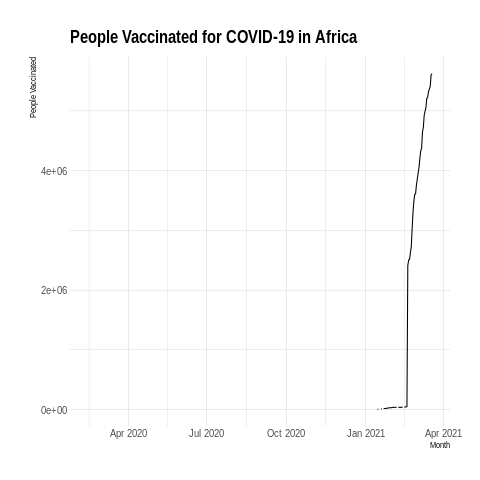 People Vaccinated for COVID-19 in Africa
People Vaccinated
4e+06
2e+06
0e+00
Apr 2020 Jul 2020 Oct 2020 Jan 2021 Apr 2021
Month